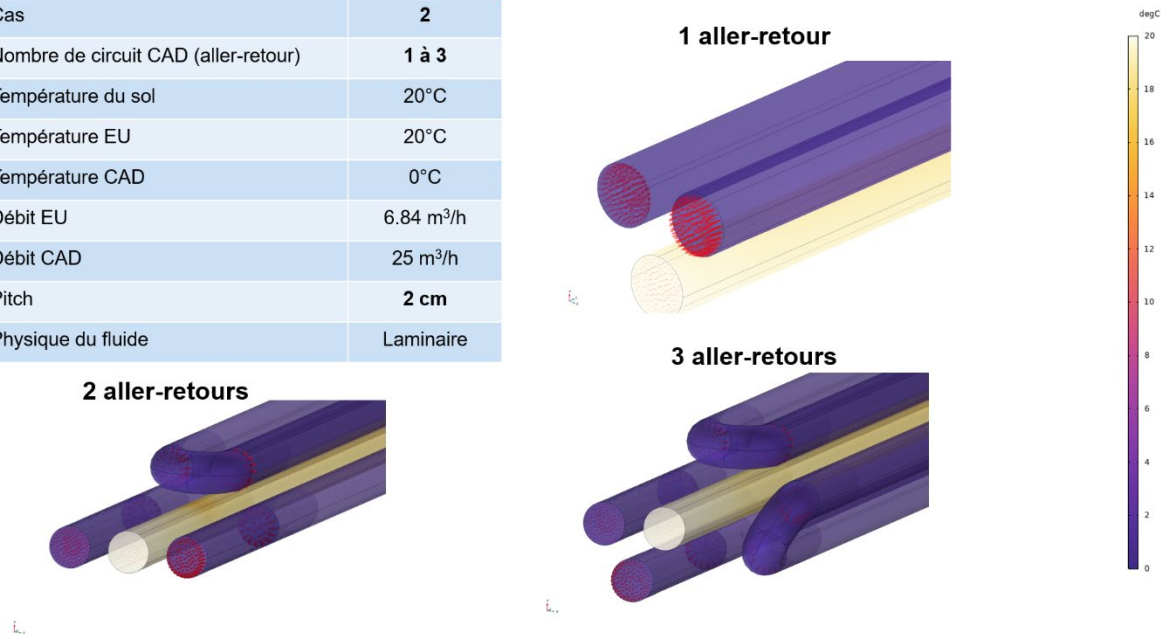 Cas 2
Nombre de circuit CAD (aller-retour) 1 à 3
Température du sol 20°C
Température EU 20°C
Température CAD 0°C
Débit EU 6.84 m³/h
Débit CAD 25 m³/h
Pitch 2 cm
Physique du fluide Laminaire
1 aller-retour
2 aller-retours
3 aller-retours
degC
20
18
16
14
12
10
8
6
4
2
0